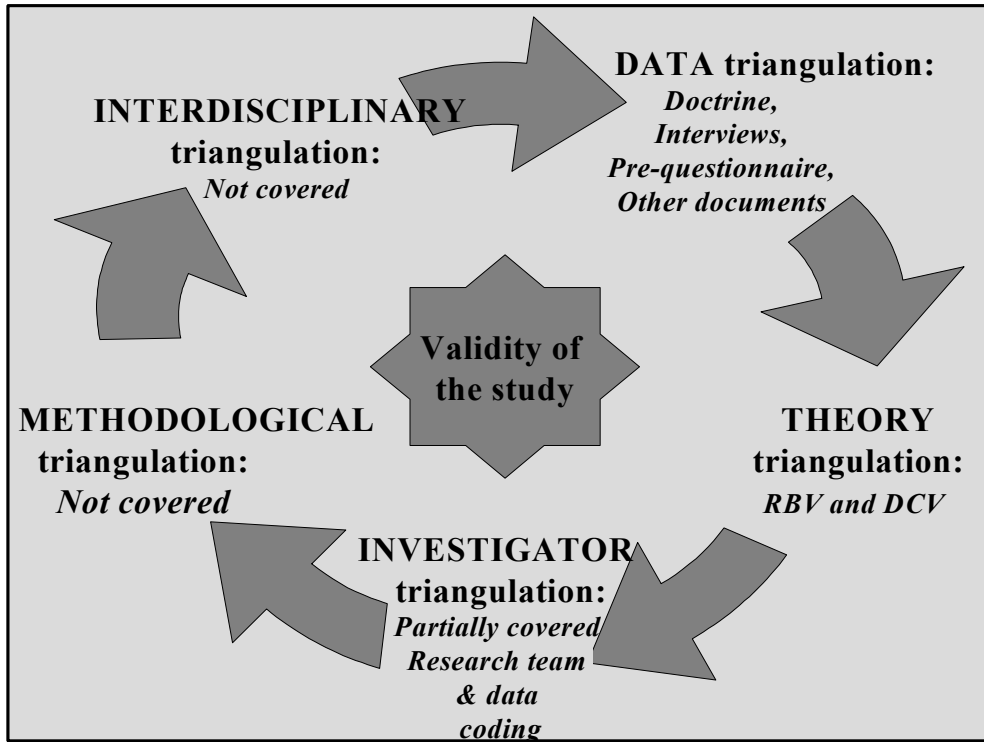 INTERDISCIPLINARY
triangulation:
Not covered
DATA triangulation:
Doctrine,
Interviews,
Pre-questionnaire,
Other documents
Validity of
the study
THEORY
triangulation:
RBV and DCV
INVESTIGATOR
triangulation:
Partially covered
Research team
& data
coding
METHODOLOGICAL
triangulation:
Not covered